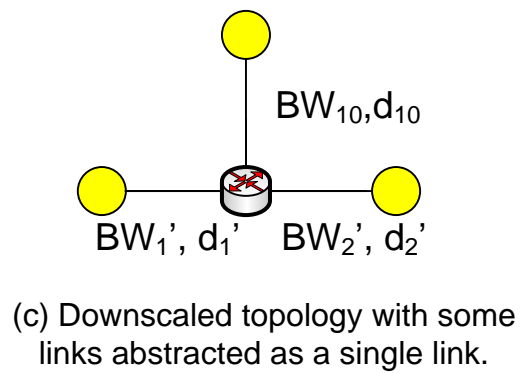 BW₁₀,d₁₀
BW₁’, d₁’ BW₂’, d₂’
(c) Downscaled topology with some
links abstracted as a single link.